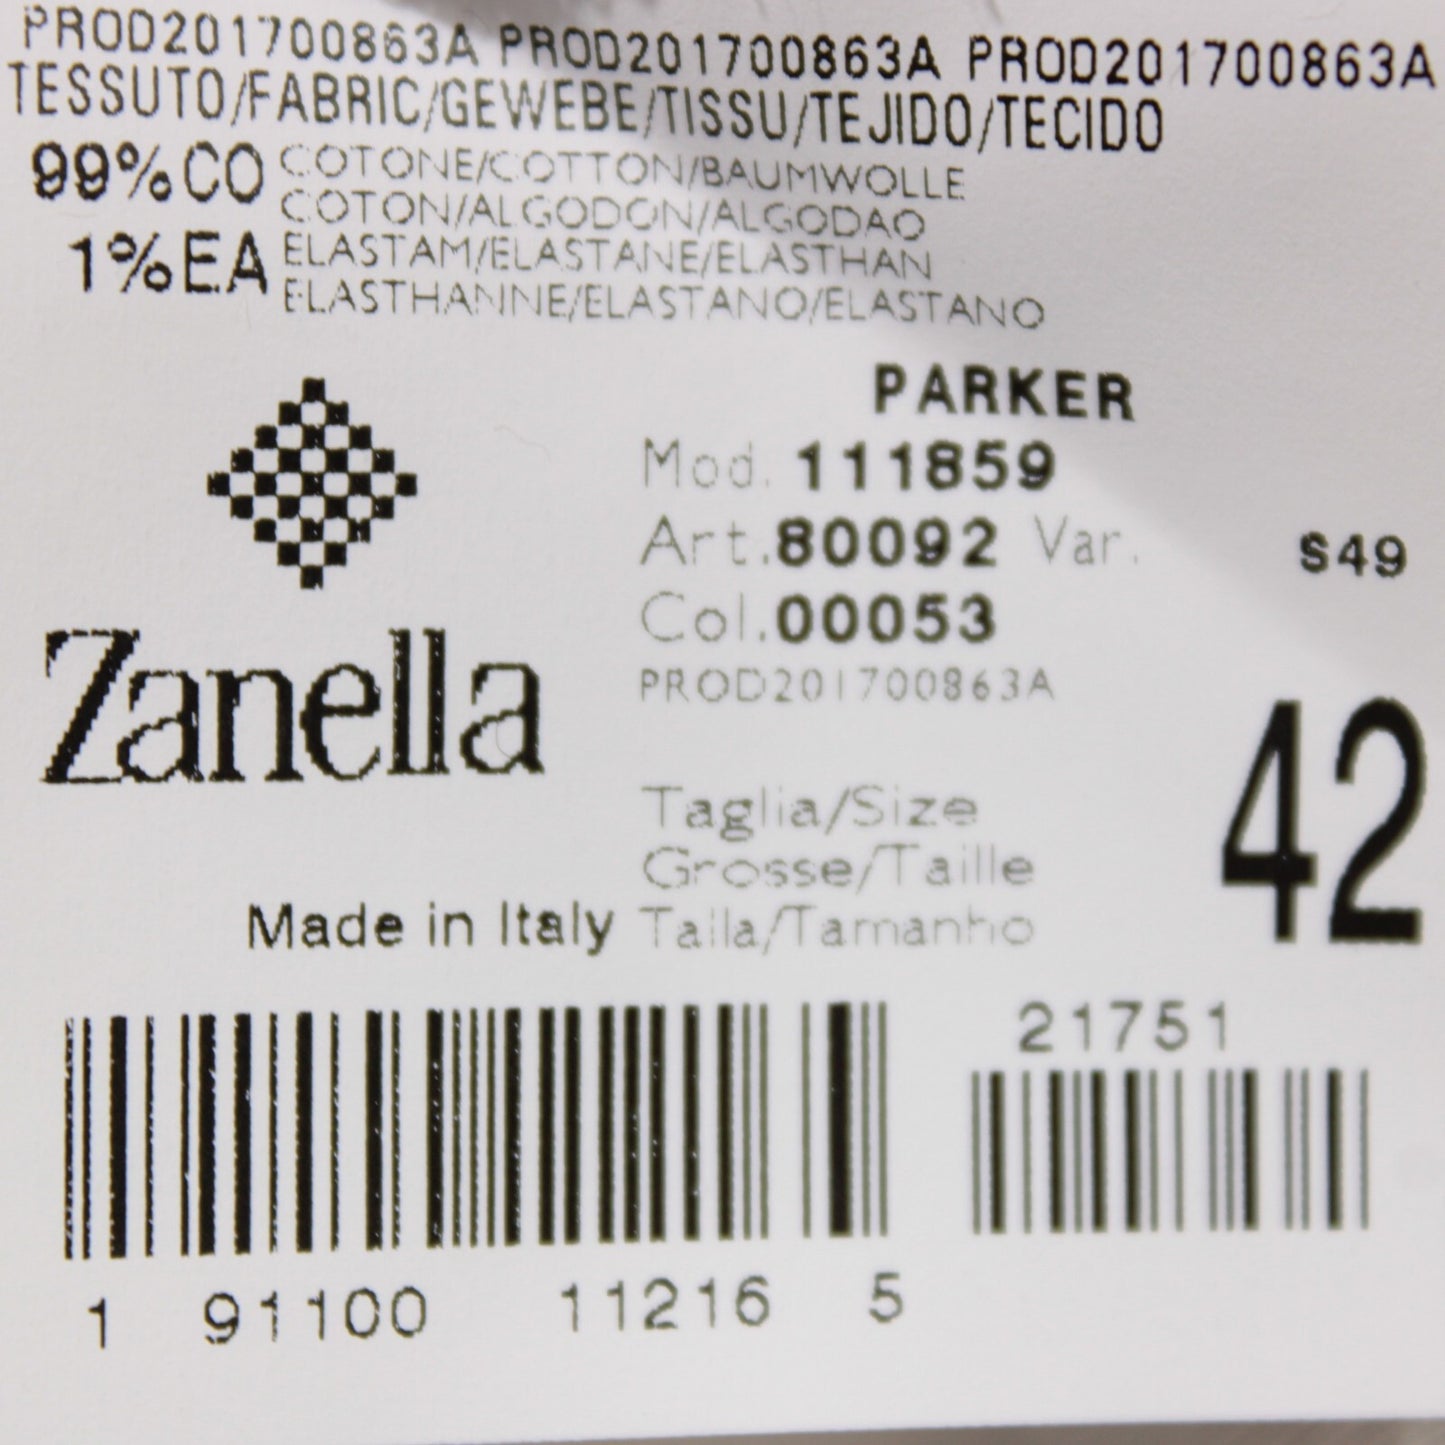 PROD201700863A PROD201700863A PROD201700863A
TESSUTO/FABRIC/GEWEBE/TISSU/TEJIDO/TECIDO
99%CO COTONE/COTTON/BAUMWOLLE
COTON/ALGODON/ALGODAO
1%EA ELASTAM/ELASTANE/ELASTHAN
ELASTHANNE/ELASTANO/ELASTANO
PARKER
Mod. 111859
Art.80092 Var. S49
Col.00053
PROD201700863A
Zanella
Taglia/Size
Grosse/Taille
Talla/Tamanho
42
Made in Italy
21751
1 91100 11216 5